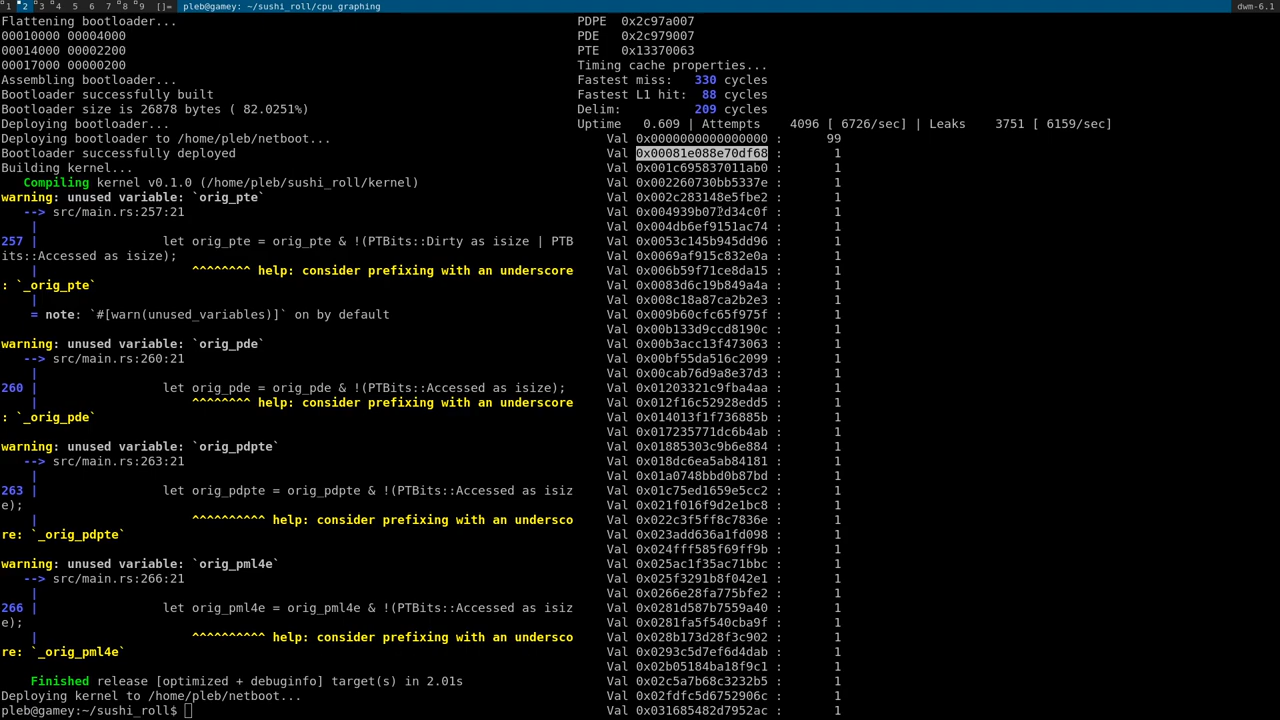 1 2 3 4 5 6 7 8 9 []= pleb@gamey: ~/sushi_roll/cpu_graphing dwm-6.1
Flattening bootloader...
00010000 00004000
00014000 00002200
00017000 00000200
Assembling bootloader...
Bootloader successfully built
Bootloader size is 26878 bytes ( 82.0251%)
Deploying bootloader...
Deploying bootloader to /home/pleb/netboot...
Bootloader successfully deployed
Building kernel...
Compiling kernel v0.1.0 (/home/pleb/sushi_roll/kernel)
warning: unused variable: `orig_pte`
--> src/main.rs:257:21
|
257 | let orig_pte = orig_pte & !(PTBits::Dirty as isize | PTB
its::Accessed as isize);
| ^^^^^^^^ help: consider prefixing with an underscore
: `_orig_pte`
|
= note: `#[warn(unused_variables)]` on by default
warning: unused variable: `orig_pde`
--> src/main.rs:260:21
|
260 | let orig_pde = orig_pde & !(PTBits::Accessed as isize);
| ^^^^^^^^ help: consider prefixing with an underscore
: `_orig_pde`
warning: unused variable: `orig_pdpte`
--> src/main.rs:263:21
|
263 | let orig_pdpte = orig_pdpte & !(PTBits::Accessed as isiz
e);
| ^^^^^^^^^^ help: consider prefixing with an undersco
re: `_orig_pdpte`
warning: unused variable: `orig_pml4e`
--> src/main.rs:266:21
|
266 | let orig_pml4e = orig_pml4e & !(PTBits::Accessed as isiz
e);
| ^^^^^^^^^^ help: consider prefixing with an undersco
re: `_orig_pml4e`
Finished release [optimized + debuginfo] target(s) in 2.01s
Deploying kernel to /home/pleb/netboot...
pleb@gamey:~/sushi_roll$
PDPE 0x2c97a007
PDE 0x2c979007
PTE 0x13370063
Timing cache properties...
Fastest miss: 330 cycles
Fastest L1 hit: 88 cycles
Delim: 209 cycles
Uptime 0.609 | Attempts 4096 [ 6726/sec] | Leaks 3751 [ 6159/sec]
Val 0x0000000000000000 : 99
Val 0x00081e088e70df68 : 1
Val 0x001c695837011ab0 : 1
Val 0x002260730bb5337e : 1
Val 0x002c283148e5fbe2 : 1
Val : 1
Val 0x004db6ef9151ac74 : 1
Val 0x0053c145b945dd96 : 1
Val 0x0069af915c832e0a : 1
Val 0x006b59f71ce8da15 : 1
Val 0x0083d6c19b849a4a : 1
Val 0x008c18a87ca2b2e3 : 1
Val 0x009b60cfc65f975f : 1
Val 0x00b133d9ccd8190c : 1
Val 0x00b3acc13f473063 : 1
Val 0x00bf55da516c2099 : 1
Val 0x00cab76d9a8e37d3 : 1
Val 0x01203321c9fba4aa : 1
Val 0x012f16c52928edd5 : 1
Val 0x014013f1f736885b : 1
Val 0x017235771dc6b4ab : 1
Val 0x01885303c9b6e884 : 1
Val 0x018dc6ea5ab84181 : 1
Val 0x01a0748bbd0b87bd : 1
Val 0x01c75ed1659e5cc2 : 1
Val 0x021f016f9d2e1bc8 : 1
Val 0x022c3f5ff8c7836e : 1
Val 0x023add636a1fd098 : 1
Val 0x024fff585f69ff9b : 1
Val 0x025ac1f35ac71bbc : 1
Val 0x025f3291b8f042e1 : 1
Val 0x0266e28fa775bfe2 : 1
Val 0x0281d587b7559a40 : 1
Val 0x0281fa5f540cba9f : 1
Val 0x028b173d28f3c902 : 1
Val 0x0293c5d7ef6d4dab : 1
Val 0x02b05184ba18f9c1 : 1
Val 0x02c5a7b68c3232b5 : 1
Val 0x02fdfc5d6752906c : 1
Val 0x031685482d7952ac : 1